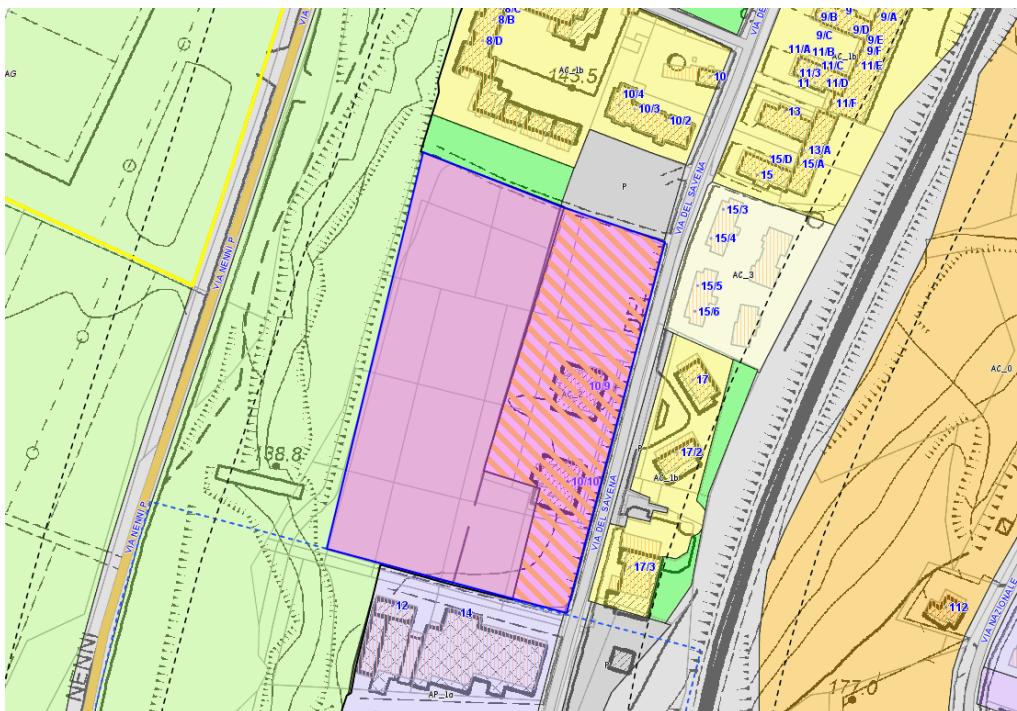 8/C
8/B
8/D
AC_1b
143.5
10
10/4
10/3
10/2
P
VIA DEL SAVENA
9
9/B
9/A
9/C
9/D
9/E
9/F
11/A
11/B
AC_1b
11/C
11/E
11/3
11
11/D
11/F
13
13/A
15/D
15/A
15
15/3
15/4
AC_3
15/5
15/6
AG
VIA NENNI P
138.8
10/9
AC_2
10/10
17
P
17/2
AC_1b
VIA DEL SAVENA
17/3
AC_0
VIA NENNI P
NENNI
12
14
AP_1a
P
112
VIA NAZIONALE
177.0